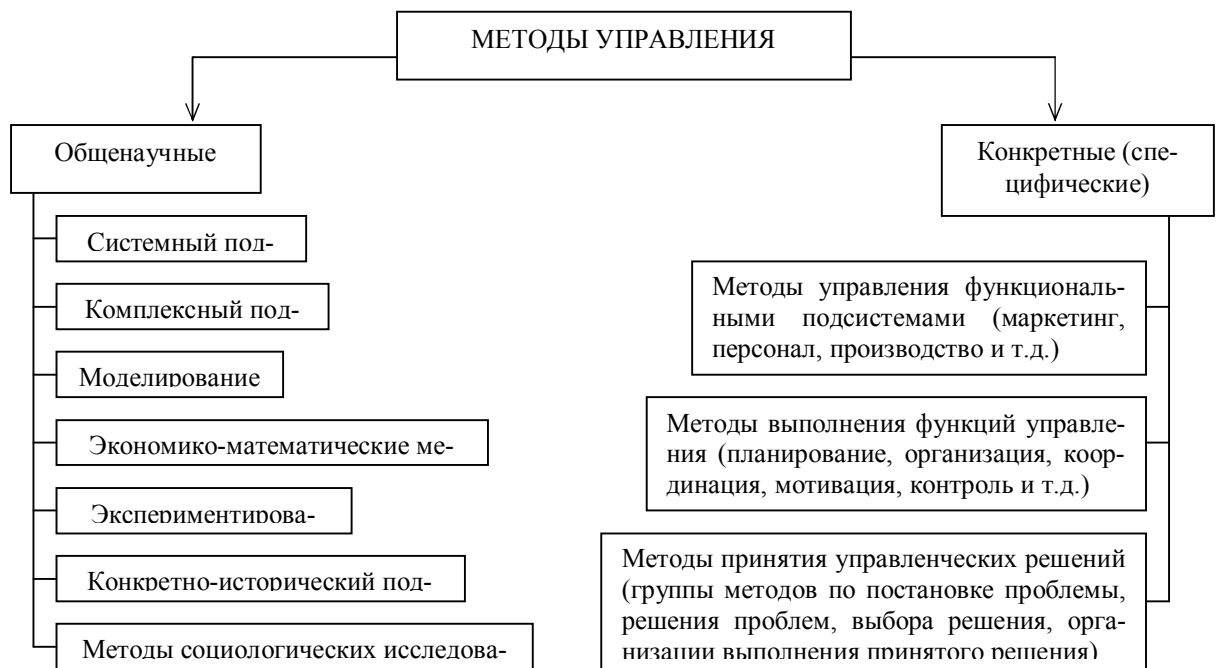 МЕТОДЫ УПРАВЛЕНИЯ
Общенаучные
Системный под-
Комплексный под-
Моделирование
Экономико-математические ме-
Экспериментирова-
Конкретно-исторический под-
Методы социологических исследова-
Конкретные (спе-
цифические)
Методы управления функциональ-
ными подсистемами (маркетинг,
персонал, производство и т.д.)
Методы выполнения функций управле-
ния (планирование, организация, коор-
динация, мотивация, контроль и т.д.)
Методы принятия управленческих решений
(группы методов по постановке проблемы,
решения проблем, выбора решения, орга-
низации выполнения принятого решения)